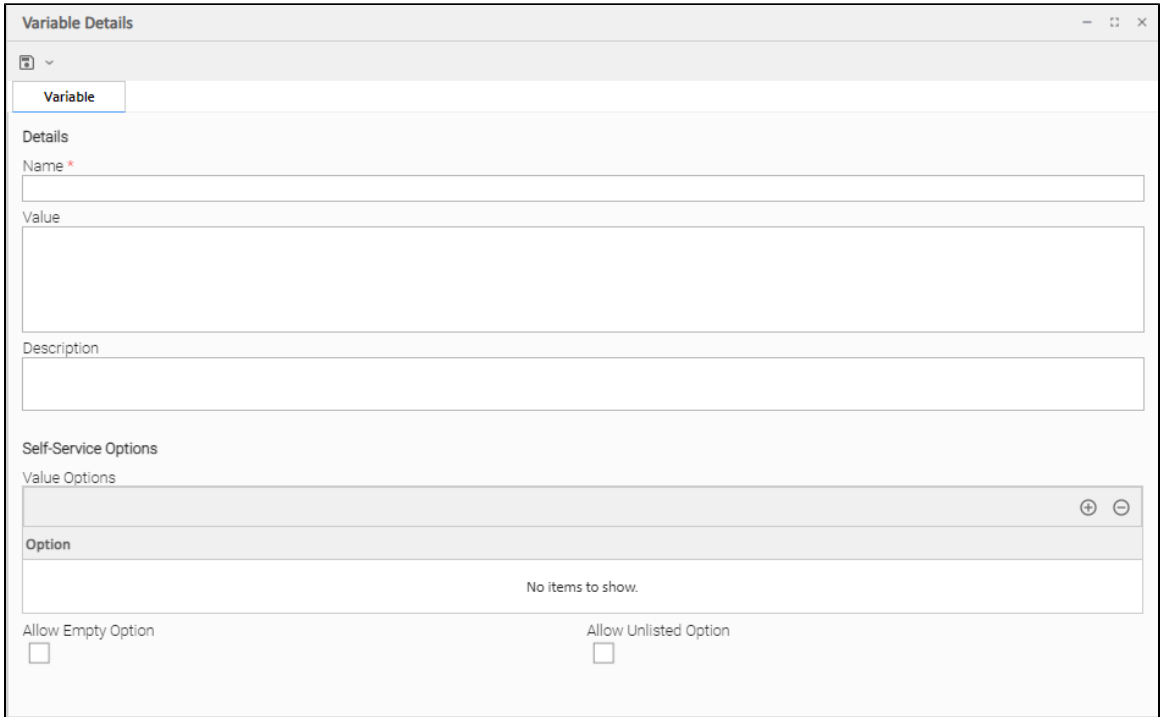 Variable Details
Variable
Details
Name *
Value
Description
Self-Service Options
Value Options
Option
No items to show.
Allow Empty Option Allow Unlisted Option